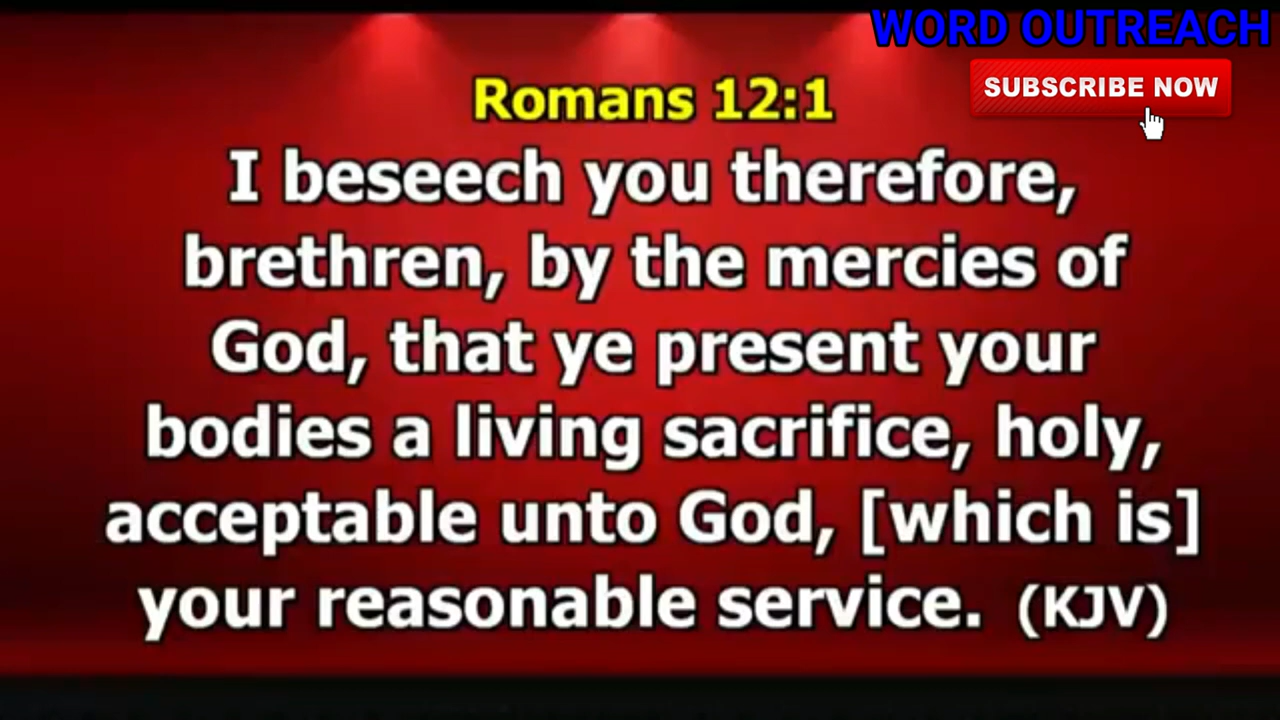 WORD OUTREACH
SUBSCRIBE NOW
Romans 12:1
I beseech you therefore,
brethren, by the mercies of
God, that ye present your
bodies a living sacrifice, holy,
acceptable unto God, [which is]
your reasonable service. (KJV)